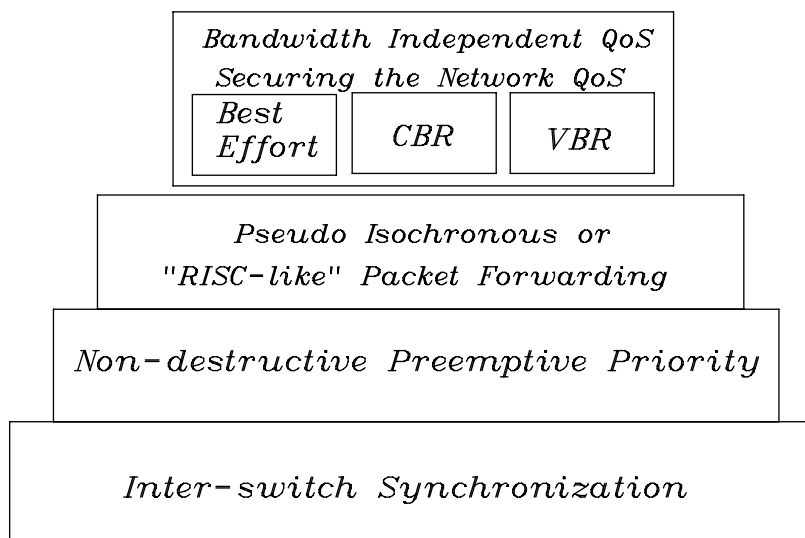 Bandwidth Independent QoS
Securing the Network QoS
Best
Effort
CBR
VBR
Pseudo Isochronous or
"RISC-like" Packet Forwarding
Non-destructive Preemptive Priority
Inter-switch Synchronization